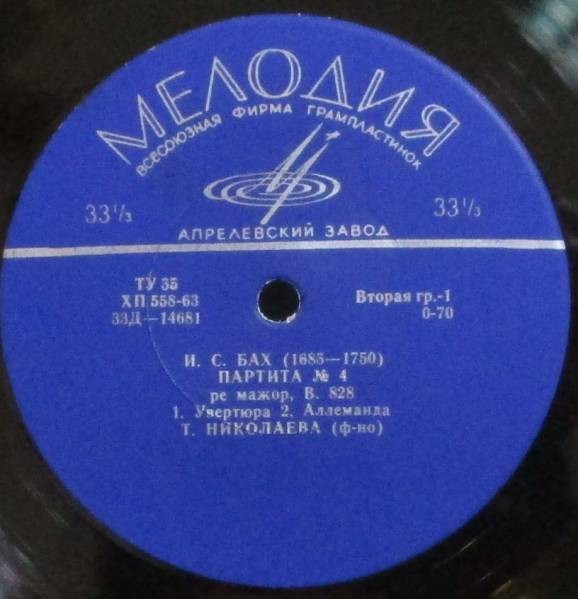 МЕЛОДИЯ
ВСЕСОЮЗНАЯ ФИРМА ГРАМПЛАСТИНОК
33⅓
33⅓
АПРЕЛЕВСКИЙ ЗАВОД
ТУ 35
ХП 558-63
33Д—14681
Вторая гр.-1
0-70
И. С. БАХ (1685—1750)
ПАРТИТА № 4
ре мажор, В. 828
1. Увертюра 2. Аллеманда
Т. НИКОЛАЕВА (ф-но)